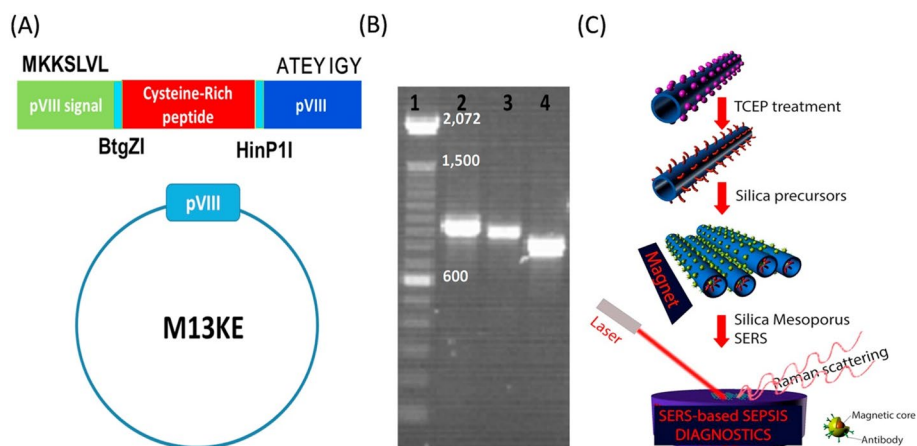 (A)
MKKSLVL
ATEYIGY
pVIII signal
Cysteine-Rich
peptide
pVIII
BtgZI
HinP1I
pVIII
M13KE
(B)
1 2 3 4
2,072
1,500
600
(C)
TCEP treatment
Silica precursors
Magnet
Silica Mesoporus
SERS
Laser
Raman scattering
SERS-based SEPSIS
DIAGNOSTICS
Magnetic core
Antibody